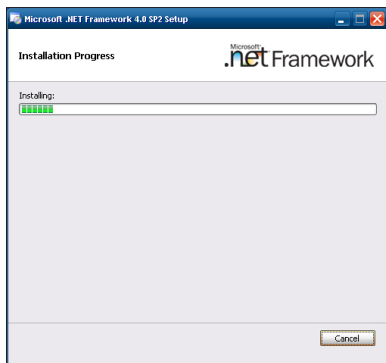 Microsoft .NET Framework 4.0 SP2 Setup
Installation Progress
Microsoft
.net Framework
Installing:
Cancel